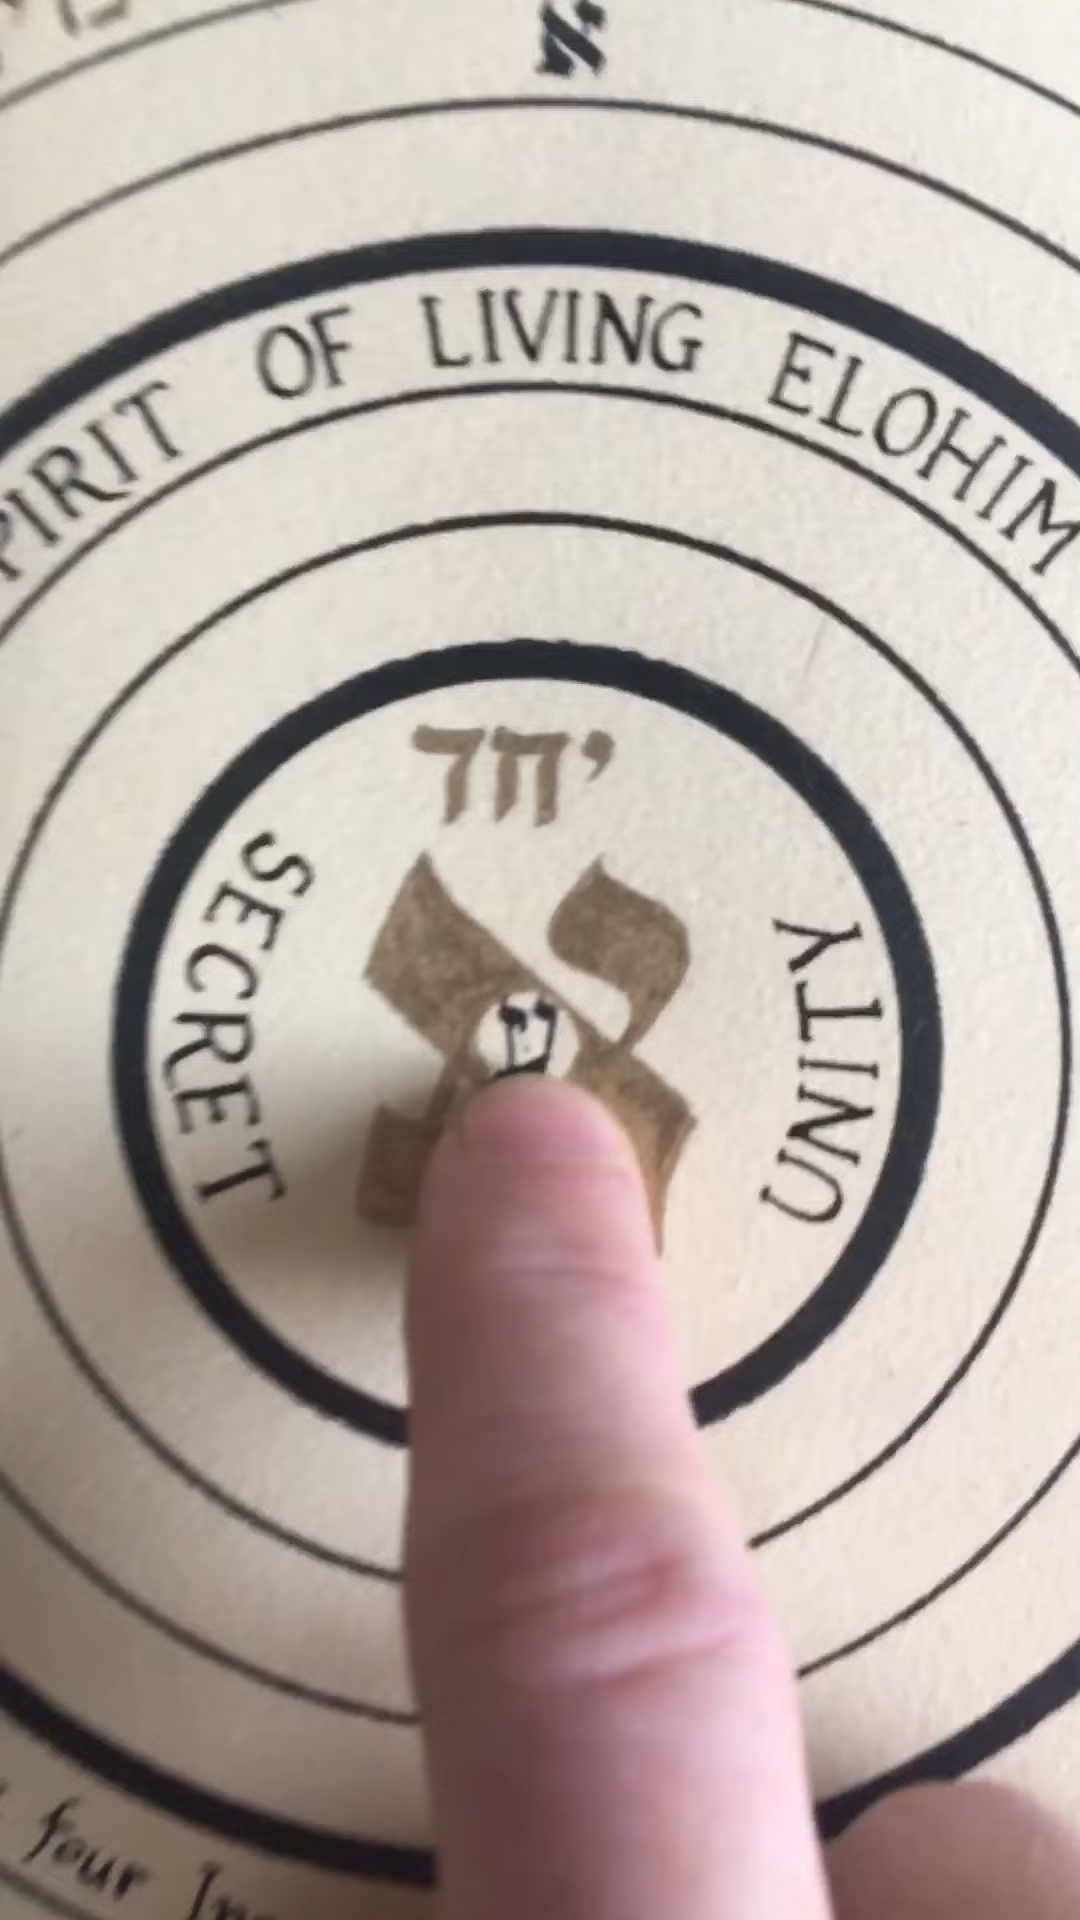 PIRIT OF LIVING ELOHIM
יחד
SECRET UNITY
א
four